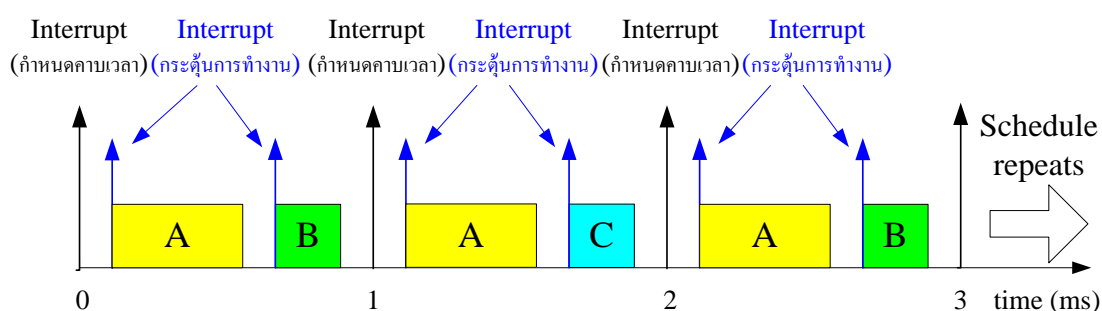 Interrupt Interrupt Interrupt Interrupt Interrupt Interrupt
(กำหนดคาบเวลา) (กระตุ้นการทำงาน) (กำหนดคาบเวลา) (กระตุ้นการทำงาน) (กำหนดคาบเวลา) (กระตุ้นการทำงาน)
Schedule
repeats
A B A C A B
0 1 2 3 time (ms)